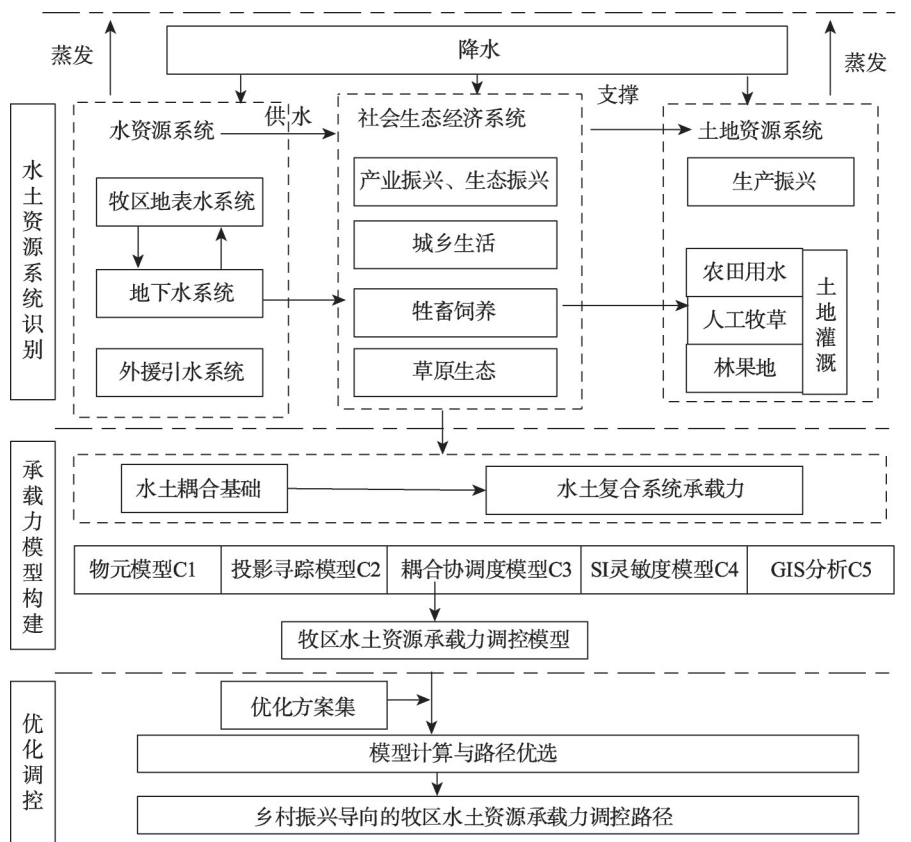 降水
蒸发
蒸发
水土资源系统识别
水资源系统
供水
社会生态经济系统
支撑
土地资源系统
牧区地表水系统
地下水系统
外援引水系统
产业振兴、生态振兴
城乡生活
牲畜饲养
草原生态
生产振兴
农田用水
人工牧草
林果地
土地灌溉
承载力模型构建
水土耦合基础
水土复合系统承载力
物元模型C1
投影寻踪模型C2
耦合协调度模型C3
SI灵敏度模型C4
GIS分析C5
牧区水土资源承载力调控模型
优化调控
优化方案集
模型计算与路径优选
乡村振兴导向的牧区水土资源承载力调控路径